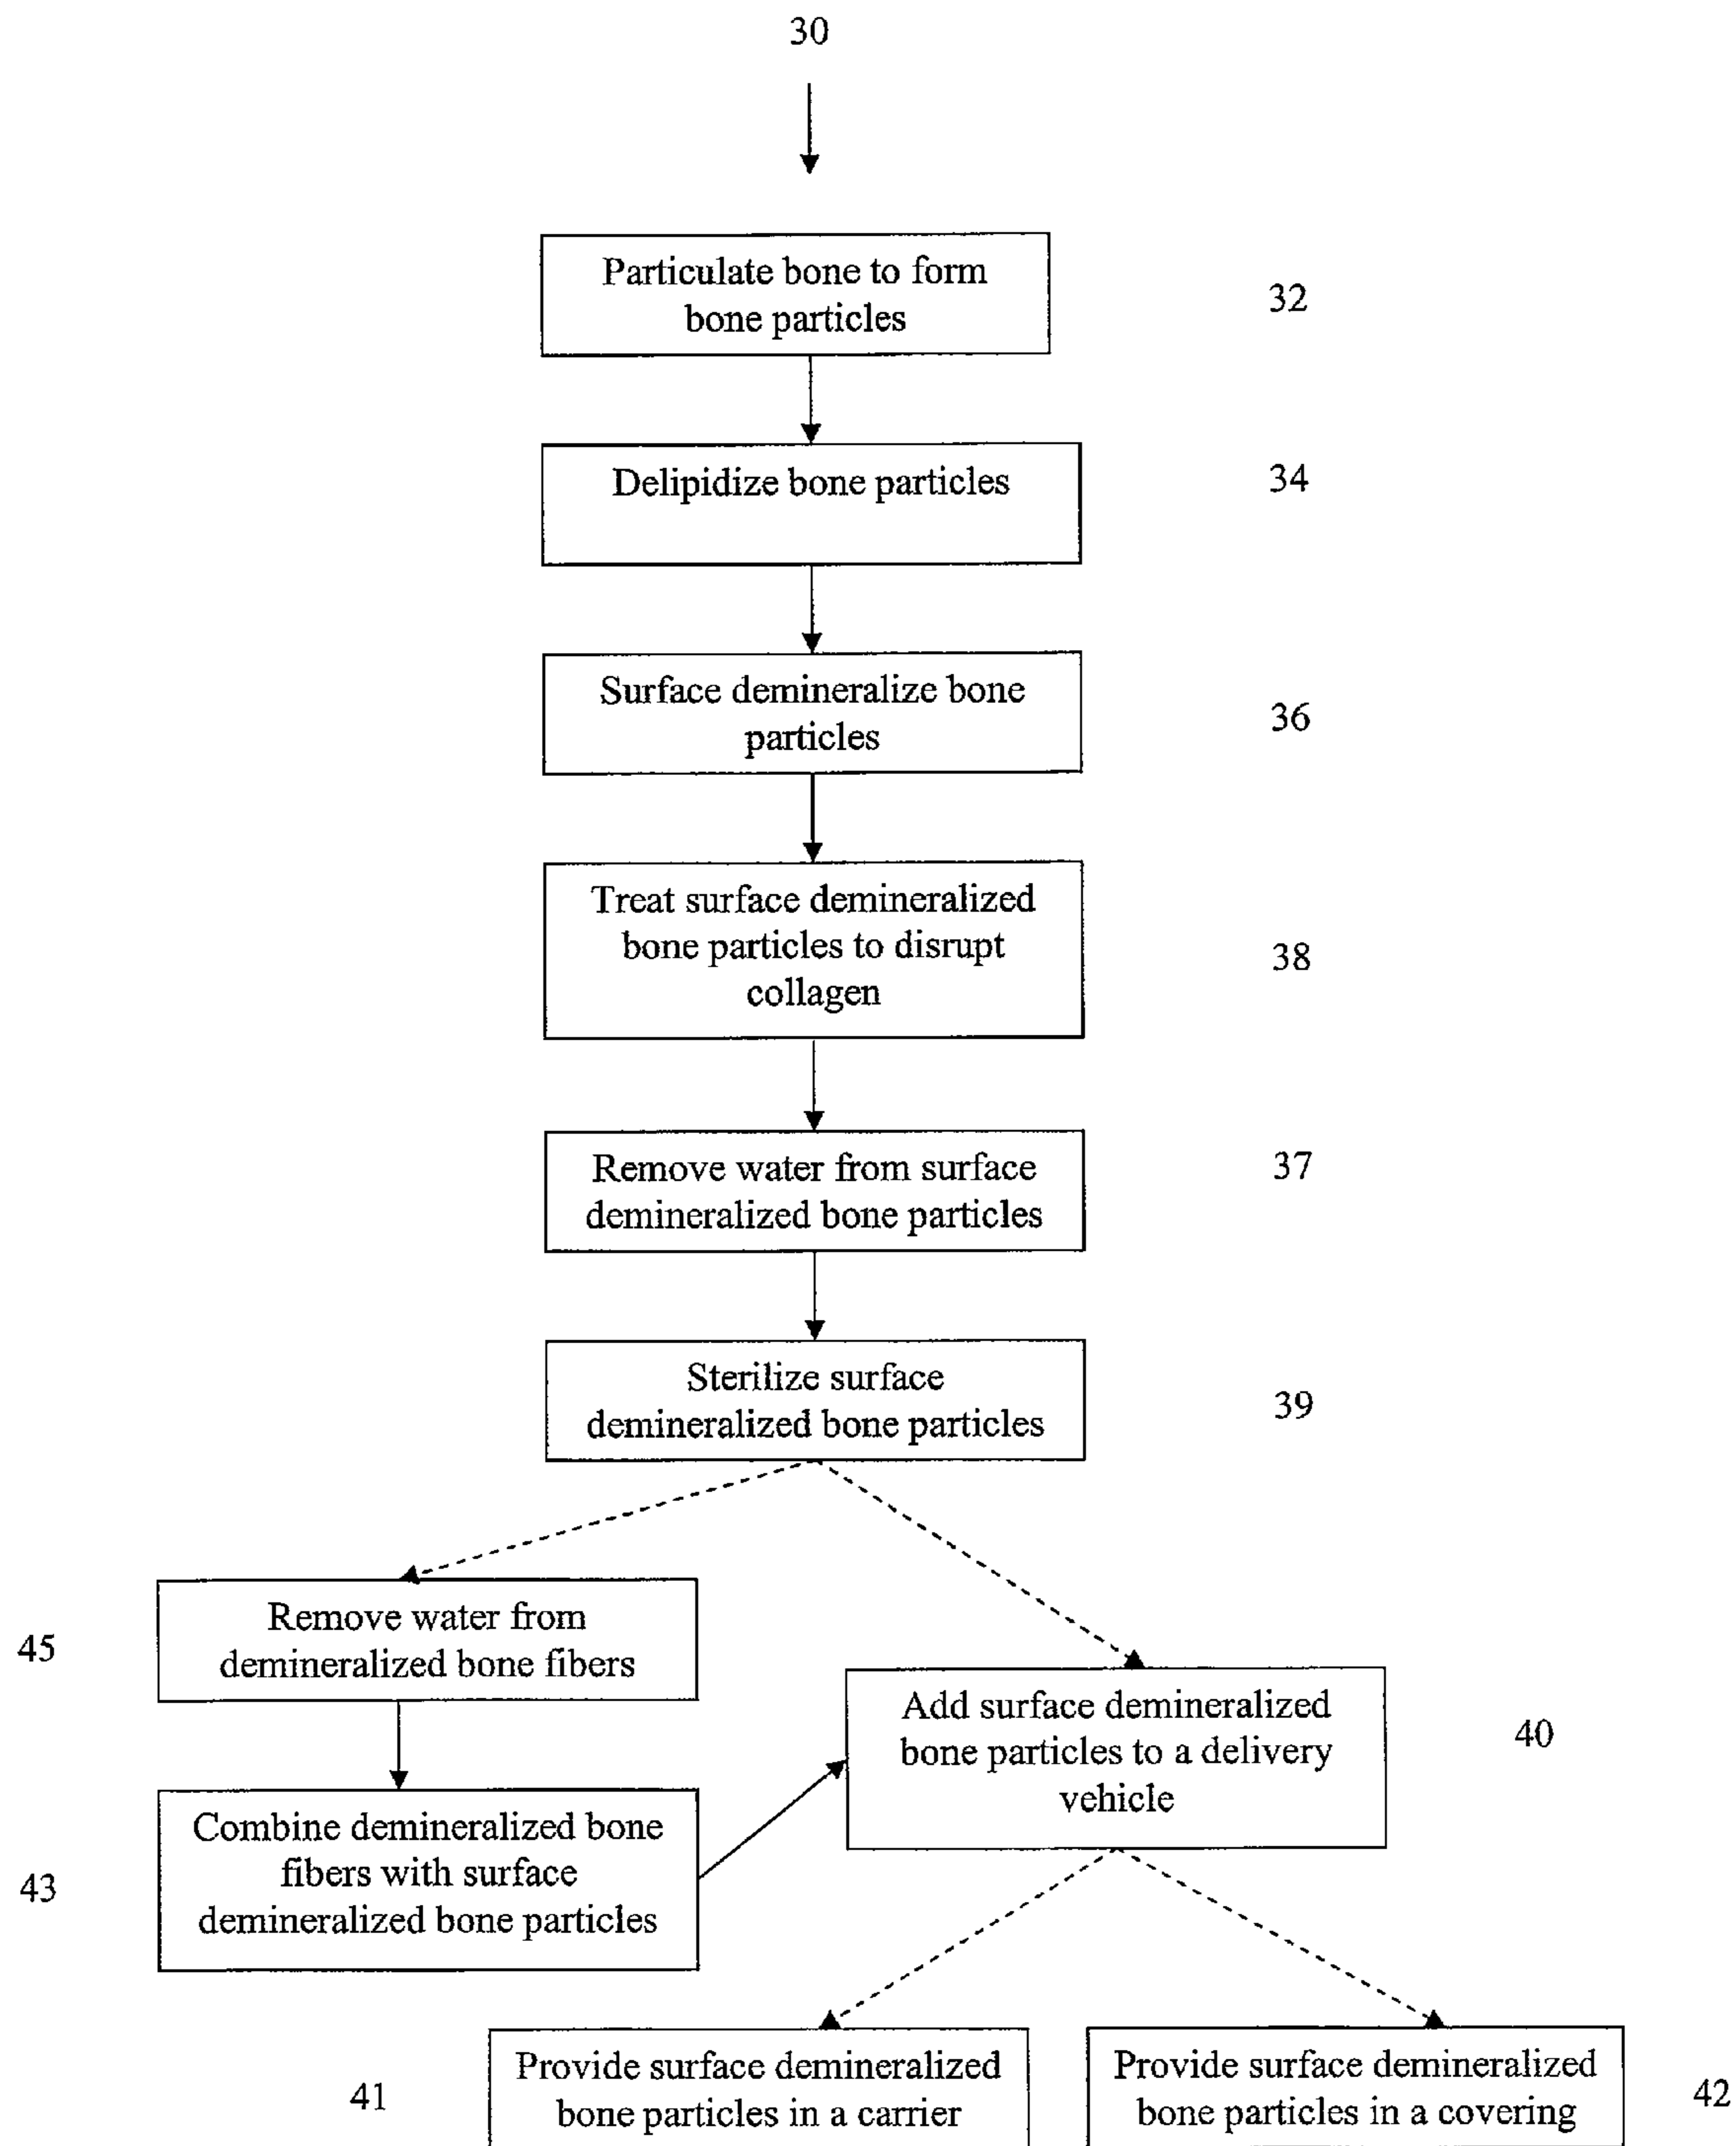 30
Particulate bone to form
bone particles
32
Delipidize bone particles
34
Surface demineralize bone
particles
36
Treat surface demineralized
bone particles to disrupt
collagen
38
Remove water from surface
demineralized bone particles
37
Sterilize surface
demineralized bone particles
39
Remove water from
demineralized bone fibers
45
Add surface demineralized
bone particles to a delivery
vehicle
40
Combine demineralized bone
fibers with surface
demineralized bone particles
43
Provide surface demineralized
bone particles in a carrier
41
Provide surface demineralized
bone particles in a covering
42